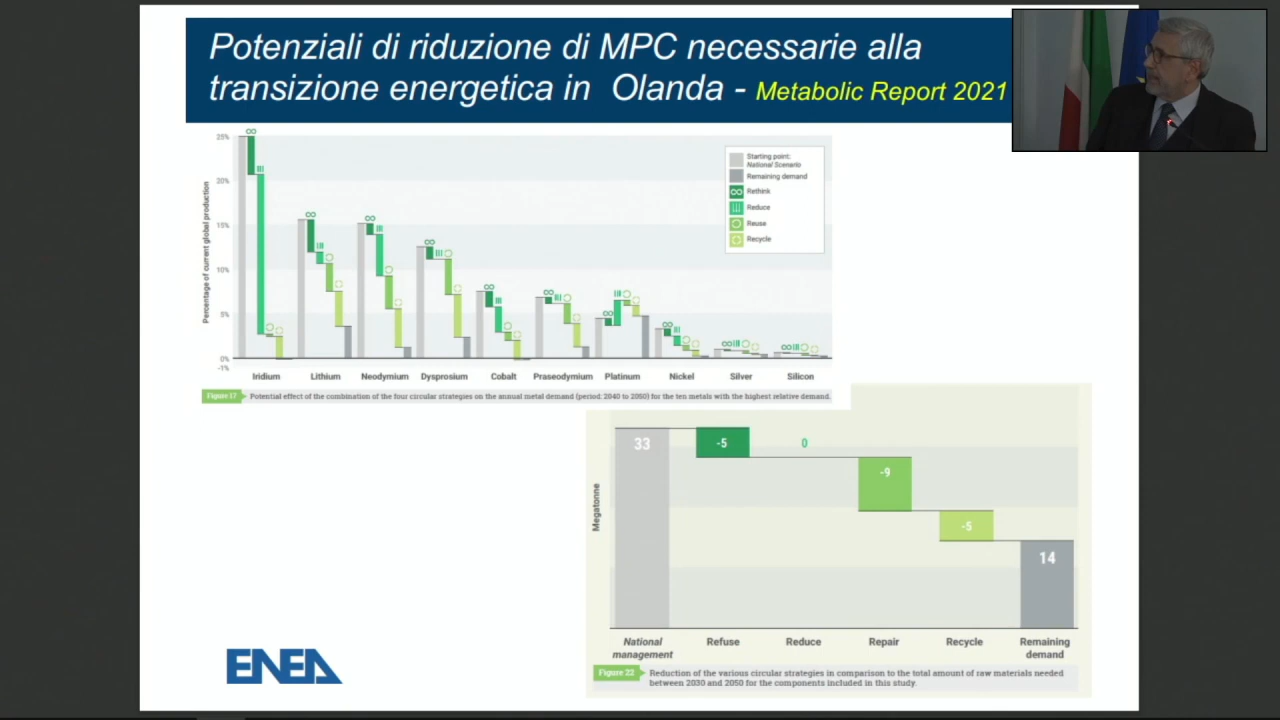 Potenziali di riduzione di MPC necessarie alla
transizione energetica in Olanda - Metabolic Report 2021
Percentage of current global production
25%
20%
15%
10%
5%
0%
-1%
Starting point:
National Scenario
Remaining demand
Rethink
Reduce
Reuse
Recycle
Iridium Lithium Neodymium Dysprosium Cobalt Praseodymium Platinum Nickel Silver Silicon
Figure 17 Potential effect of the combination of the four circular strategies on the annual metal demand (period: 2040 to 2050) for the ten metals with the highest relative demand.
Megatonne
33 -5 0 -9 -5 14
National management Refuse Reduce Repair Recycle Remaining demand
Figure 22 Reduction of the various circular strategies in comparison to the total amount of raw materials needed
between 2030 and 2050 for the components included in this study.
ENEA